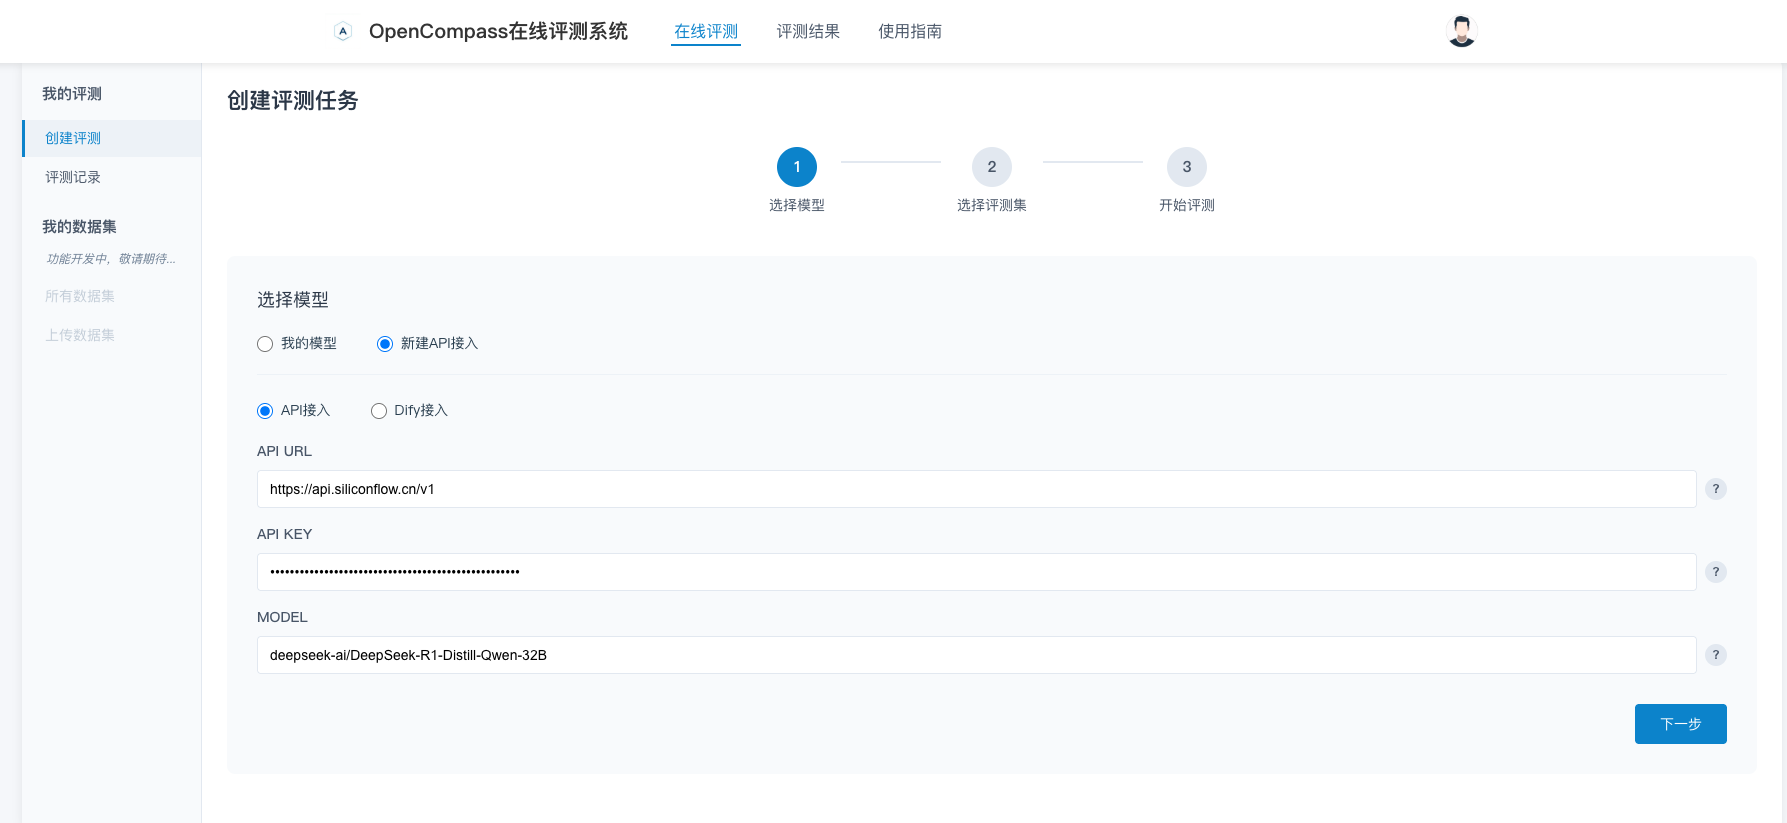 OpenCompass在线评测系统
在线评测
评测结果
使用指南
我的评测
创建评测
评测记录
我的数据集
功能开发中，敬请期待...
所有数据集
上传数据集
创建评测任务
1
2
3
选择模型
选择评测集
开始评测
选择模型
我的模型
新建API接入
API接入
Dify接入
API URL
https://api.siliconflow.cn/v1
?
API KEY
?
MODEL
deepseek-ai/DeepSeek-R1-Distill-Qwen-32B
?
下一步